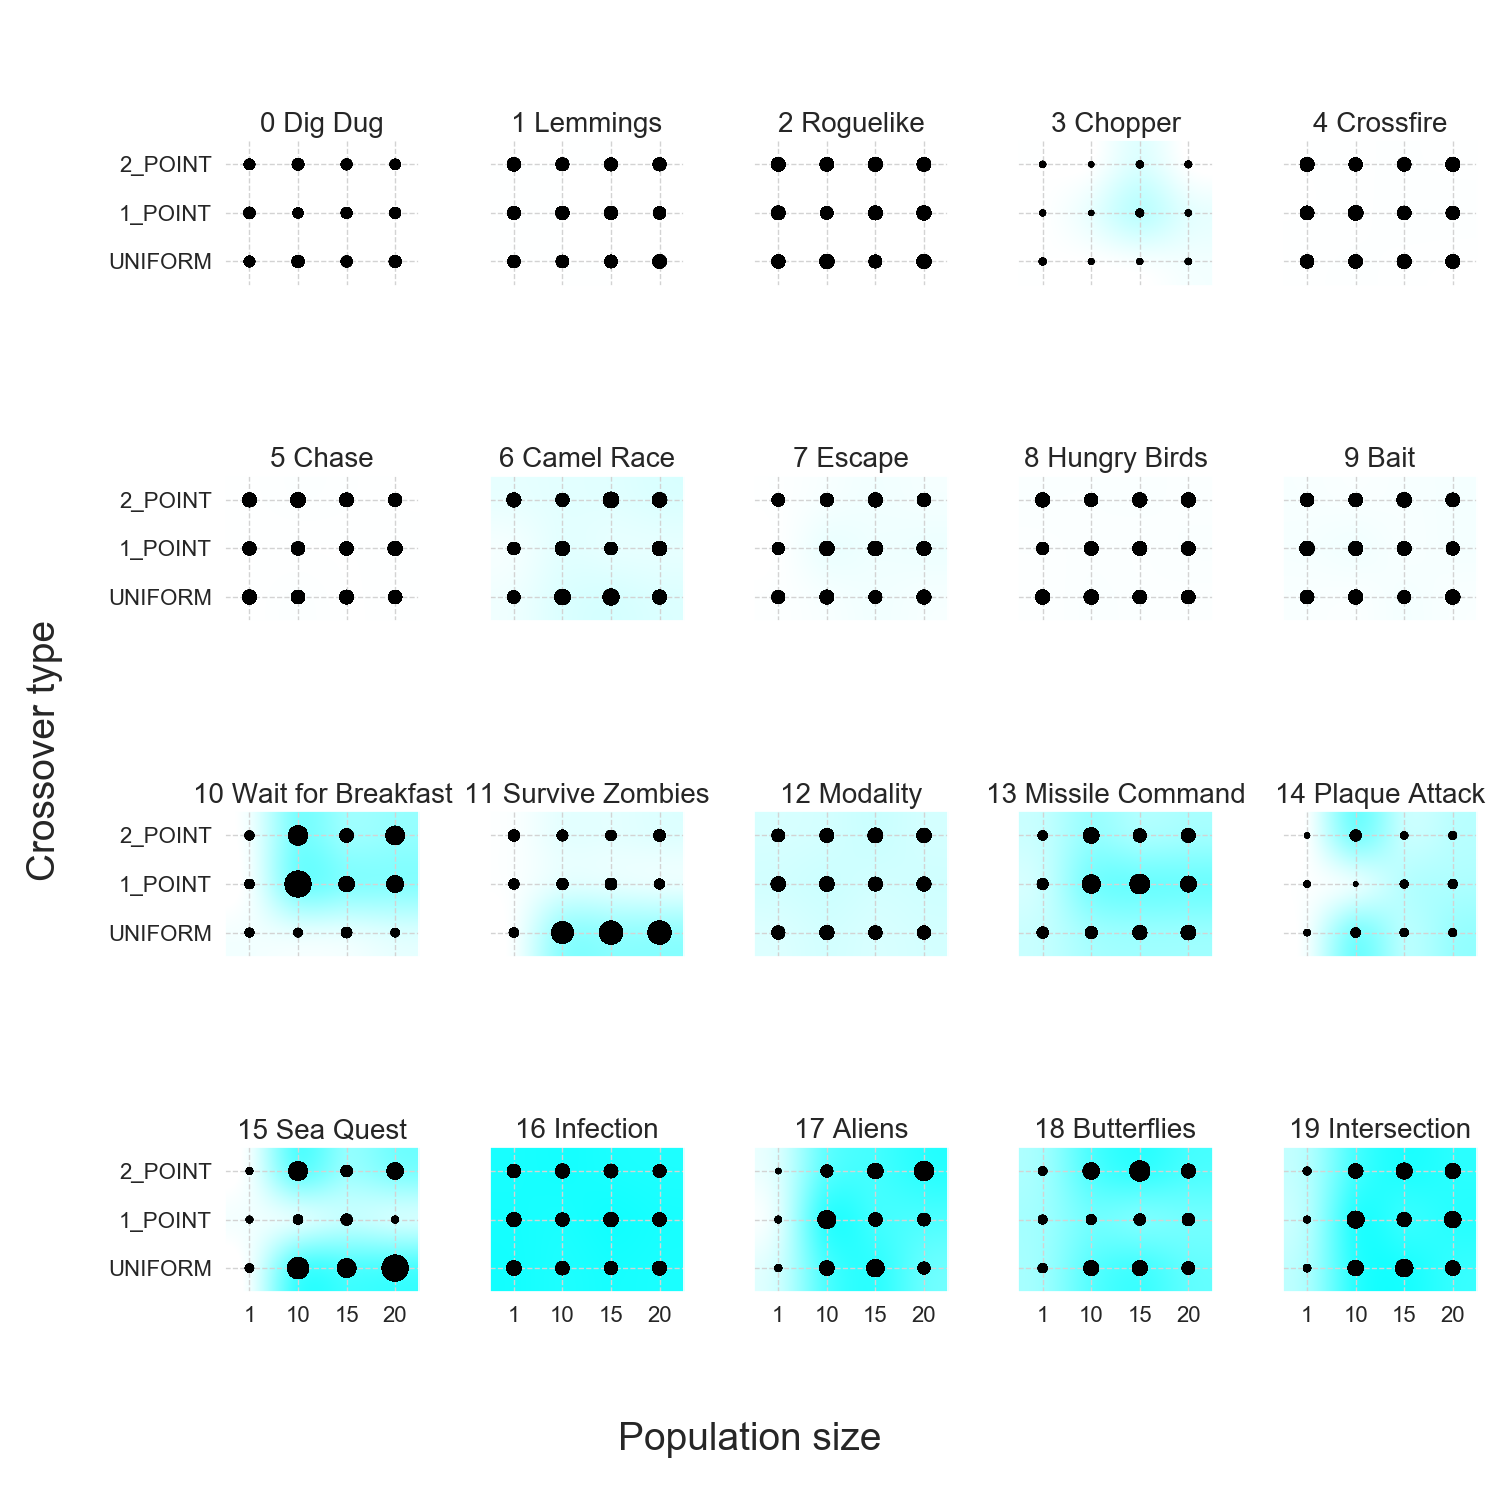 0 Dig Dug
1 Lemmings
2 Roguelike
3 Chopper
4 Crossfire
2_POINT
1_POINT
UNIFORM
5 Chase
6 Camel Race
7 Escape
8 Hungry Birds
9 Bait
2_POINT
1_POINT
UNIFORM
Crossover type
10 Wait for Breakfast
11 Survive Zombies
12 Modality
13 Missile Command
14 Plaque Attack
2_POINT
1_POINT
UNIFORM
15 Sea Quest
16 Infection
17 Aliens
18 Butterflies
19 Intersection
2_POINT
1_POINT
UNIFORM
1 10 15 20
1 10 15 20
1 10 15 20
1 10 15 20
1 10 15 20
Population size